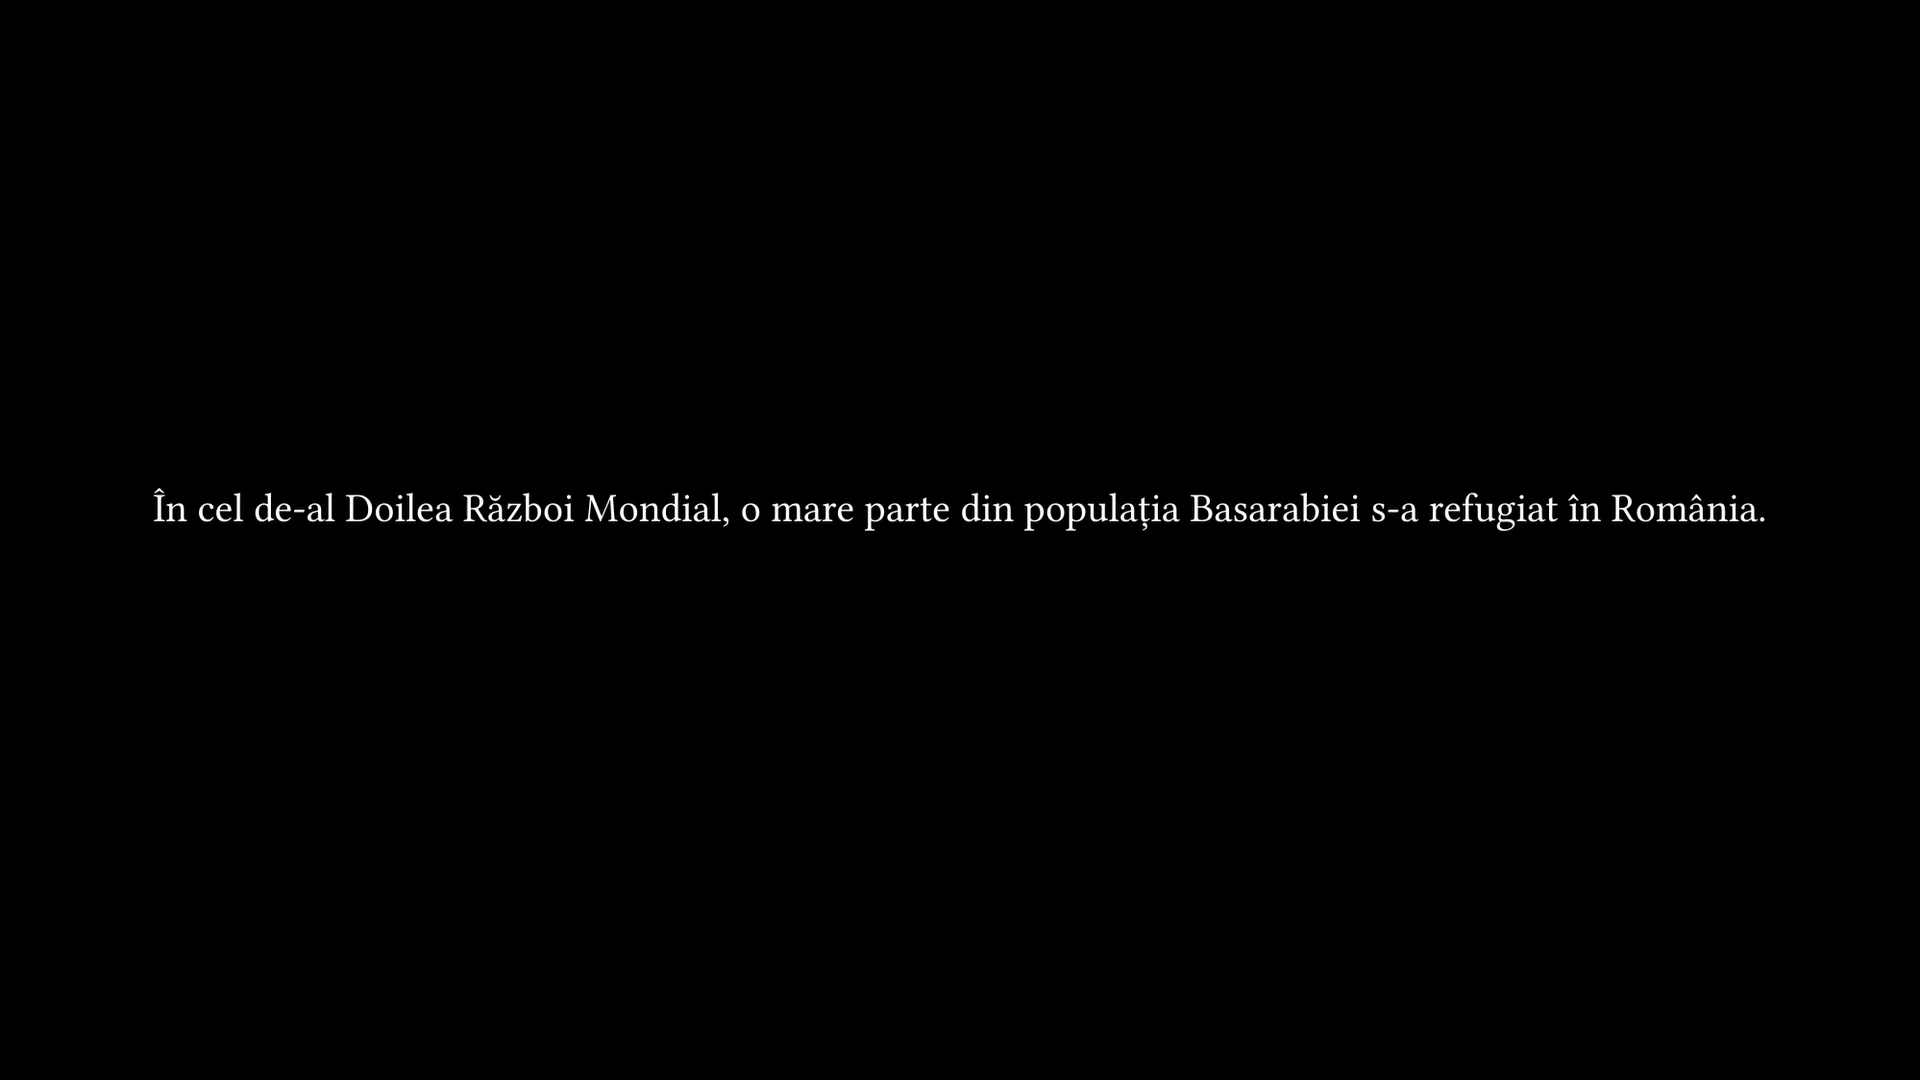 În cel de-al Doilea Război Mondial, o mare parte din populația Basarabiei s-a refugiat în România.